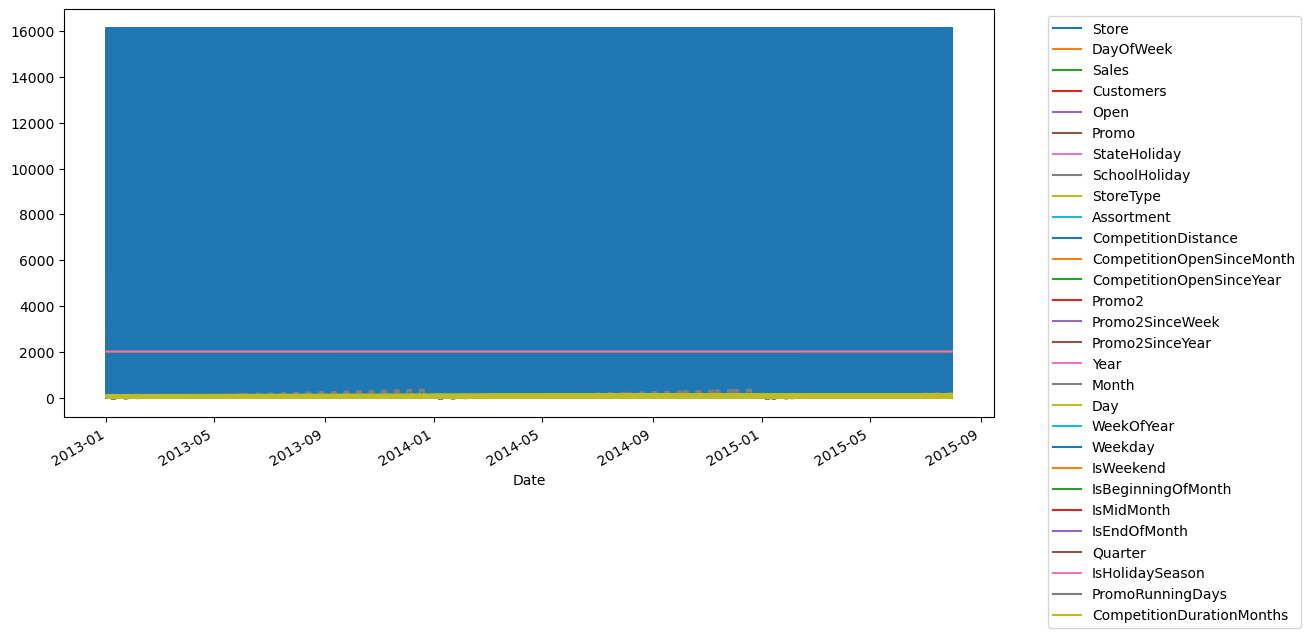 16000
14000
12000
10000
8000
6000
4000
2000
0
2013-01
2013-05
2013-09
2014-01
2014-05
2014-09
2015-01
2015-05
2015-09
Date
Store
DayOfWeek
Sales
Customers
Open
Promo
StateHoliday
SchoolHoliday
StoreType
Assortment
CompetitionDistance
CompetitionOpenSinceMonth
CompetitionOpenSinceYear
Promo2
Promo2SinceWeek
Promo2SinceYear
Year
Month
Day
WeekOfYear
Weekday
IsWeekend
IsBeginningOfMonth
IsMidMonth
IsEndOfMonth
Quarter
IsHolidaySeason
PromoRunningDays
CompetitionDurationMonths